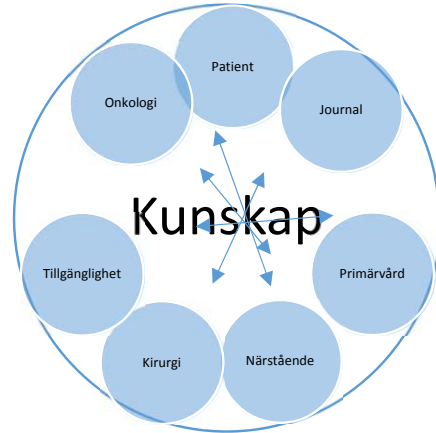 Patient
Onkologi
Journal
Kunskap
Tillgänglighet
Primärvård
Kirurgi
Närstående